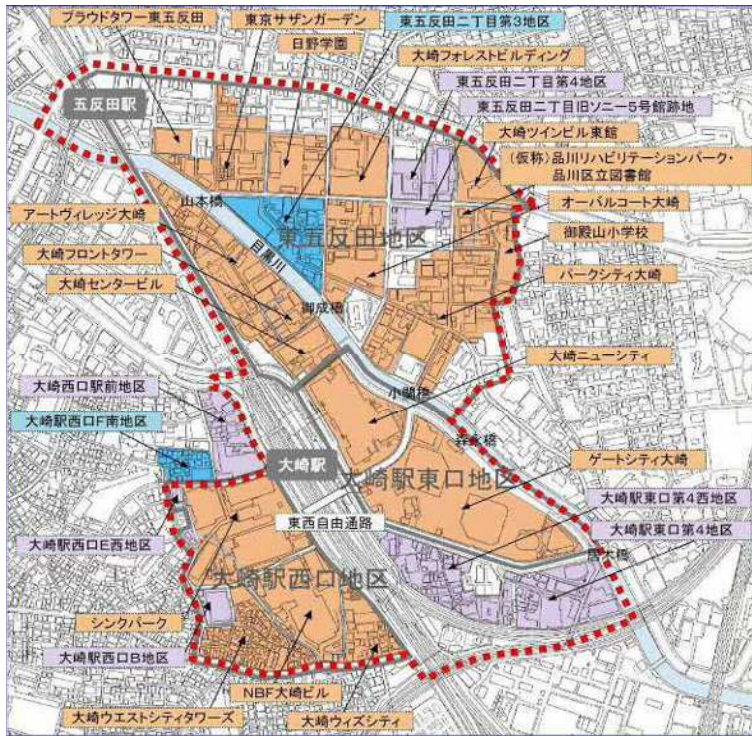 プラウドタワー東五反田
東京サザンガーデン
東五反田二丁目第3地区
日野学園
大崎フォレストビルディング
東五反田二丁目第4地区
五反田駅
東五反田二丁目旧ソニー5号館跡地
大崎ツインビル東館
(仮称)品川リハビリテーションパーク・
品川区立図書館
山本橋
オーバルコート大崎
アートヴィレッジ大崎
東五反田地区
御殿山小学校
目黒川
大崎フロントタワー
パークシティ大崎
大崎センタービル
御成橋
大崎ニューシティ
大崎西口駅前地区
小関橋
大崎駅西口F南地区
森永橋
大崎駅
ゲートシティ大崎
大崎駅東口地区
大崎駅東口第4西地区
東西自由通路
大崎駅東口第4地区
大崎駅西口E西地区
居木橋
大崎駅西口地区
シンクパーク
大崎駅西口B地区
NBF大崎ビル
大崎ウエストシティタワーズ
大崎ウィズシティ